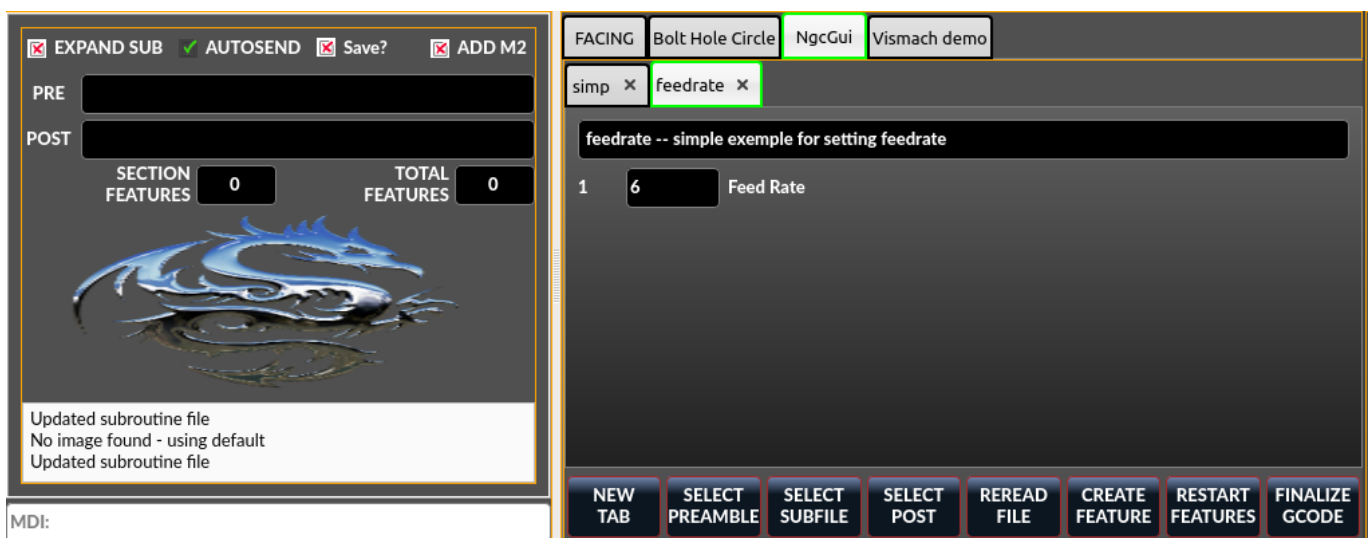 EXPAND SUB AUTOSEND Save? ADD M2
PRE
POST
SECTION FEATURES 0 TOTAL FEATURES 0
Updated subroutine file
No image found - using default
Updated subroutine file
MDI:
FACING Bolt Hole Circle NgcGui Vismach demo
simp × feedrate ×
feedrate -- simple exemple for setting feedrate
1 6 Feed Rate
NEW TAB SELECT PREAMBLE SELECT SUBFILE SELECT POST REREAD FILE CREATE FEATURE RESTART FEATURES FINALIZE GCODE